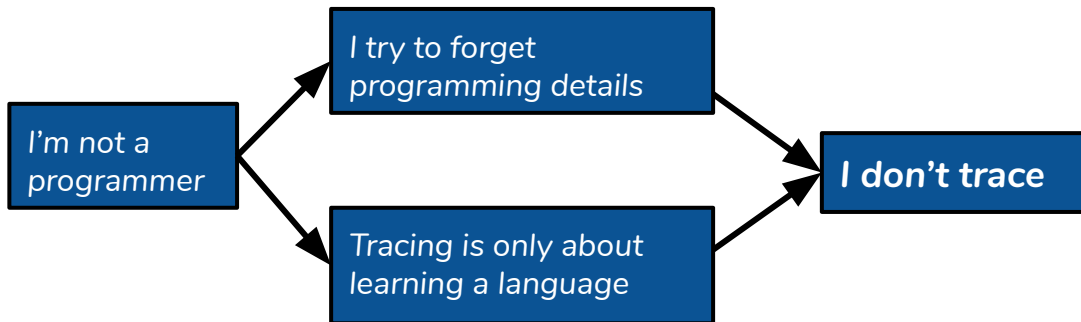 I'm not a
programmer
I try to forget
programming details
Tracing is only about
learning a language
I don't trace